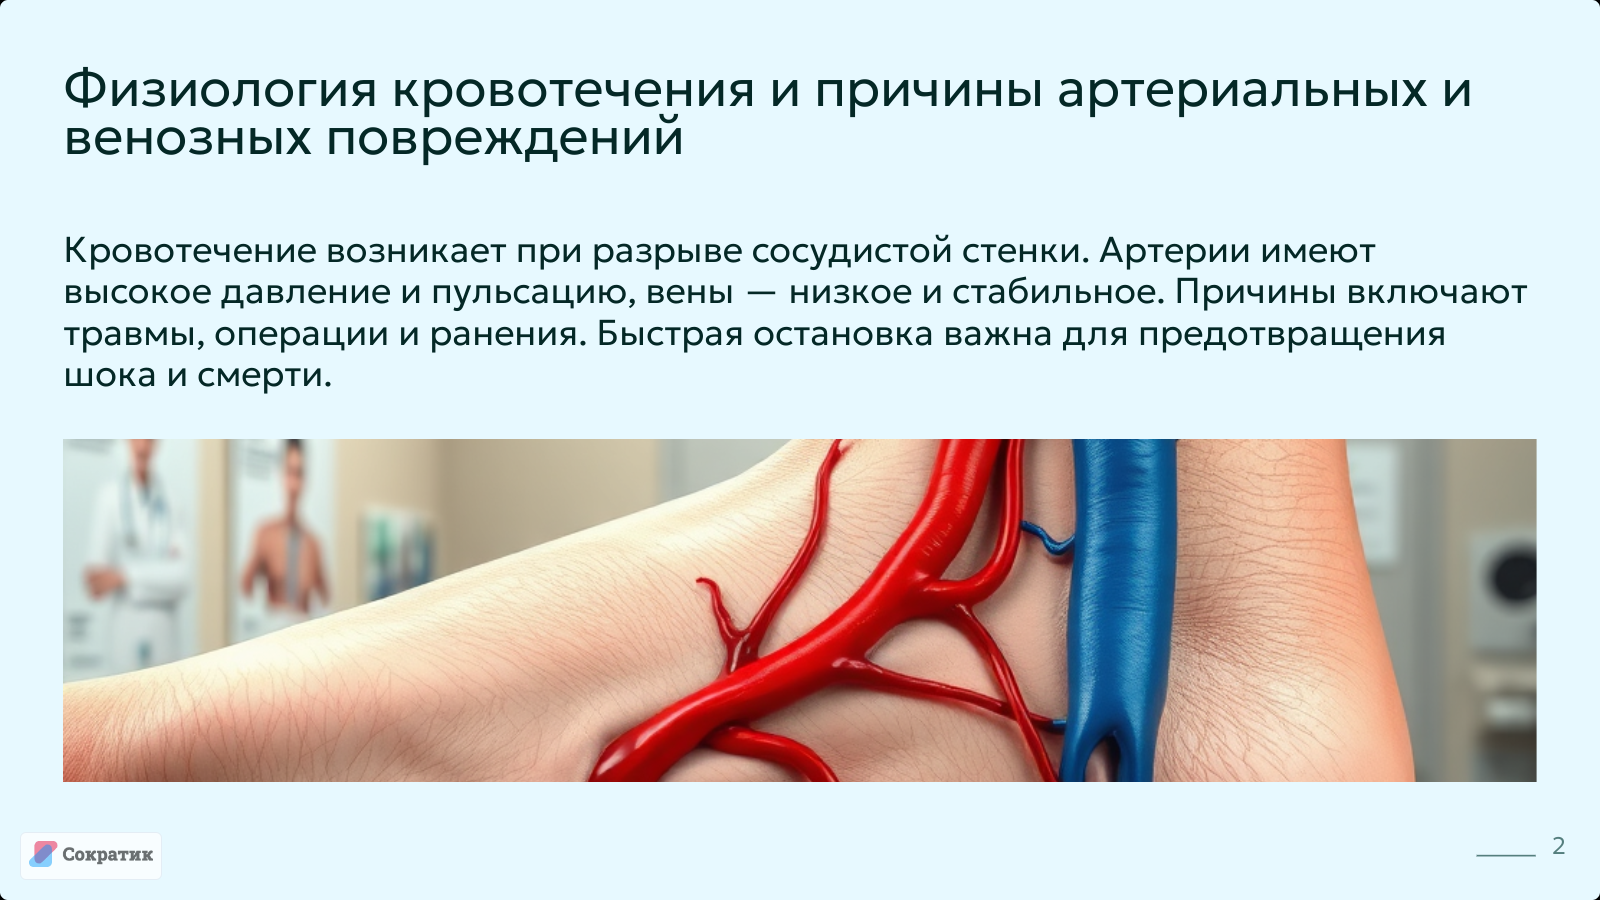 Физиология кровотечения и причины артериальных и
венозных повреждений
Кровотечение возникает при разрыве сосудистой стенки. Артерии имеют
высокое давление и пульсацию, вены — низкое и стабильное. Причины включают
травмы, операции и ранения. Быстрая остановка важна для предотвращения
шока и смерти.
Сократик
2